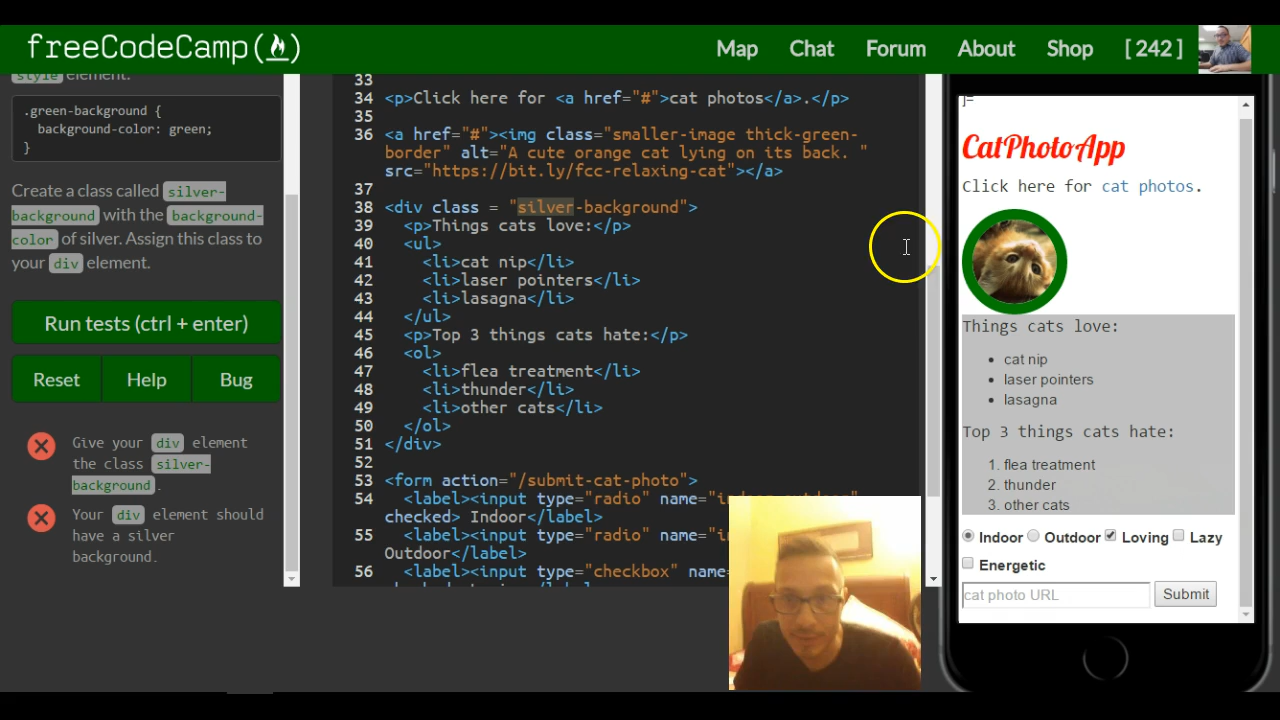 freeCodeCamp(🔥)
Map Chat Forum About Shop [ 242 ]
style element.
.green-background {
background-color: green;
}
Create a class called silver-
background with the background-
color of silver. Assign this class to
your div element.
Run tests (ctrl + enter)
Reset Help Bug
Give your div element
the class silver-
background .
Your div element should
have a silver
background.
33
34 <p>Click here for <a href="#">cat photos</a>.</p>
35
36 <a href="#"><img class="smaller-image thick-green-
border" alt="A cute orange cat lying on its back. "
src="https://bit.ly/fcc-relaxing-cat"></a>
37
38 <div class = "silver-background">
39 <p>Things cats love:</p>
40 <ul>
41 <li>cat nip</li>
42 <li>laser pointers</li>
43 <li>lasagna</li>
44 </ul>
45 <p>Top 3 things cats hate:</p>
46 <ol>
47 <li>flea treatment</li>
48 <li>thunder</li>
49 <li>other cats</li>
50 </ol>
51 </div>
52
53 <form action="/submit-cat-photo">
54 <label><input type="radio" name=
checked> Indoor</label>
55 <label><input type="radio" name=
Outdoor</label>
56 <label><input type="checkbox" name=
CatPhotoApp
Click here for cat photos.
Things cats love:
• cat nip
• laser pointers
• lasagna
Top 3 things cats hate:
1. flea treatment
2. thunder
3. other cats
Indoor Outdoor Loving Lazy
Energetic
cat photo URL Submit